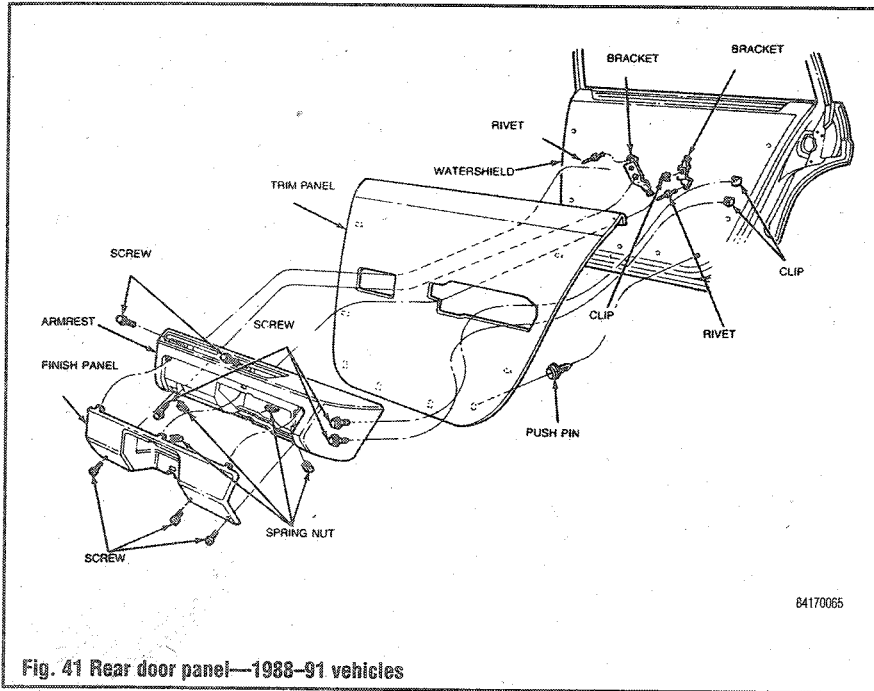 BRACKET
BRACKET
RIVET
WATERSHIELD
TRIM PANEL
SCREW
CLIP
ARMREST
SCREW
CLIP
RIVET
FINISH PANEL
PUSH PIN
SPRING NUT
SCREW
84170065
Fig. 41 Rear door panel—1988–91 vehicles